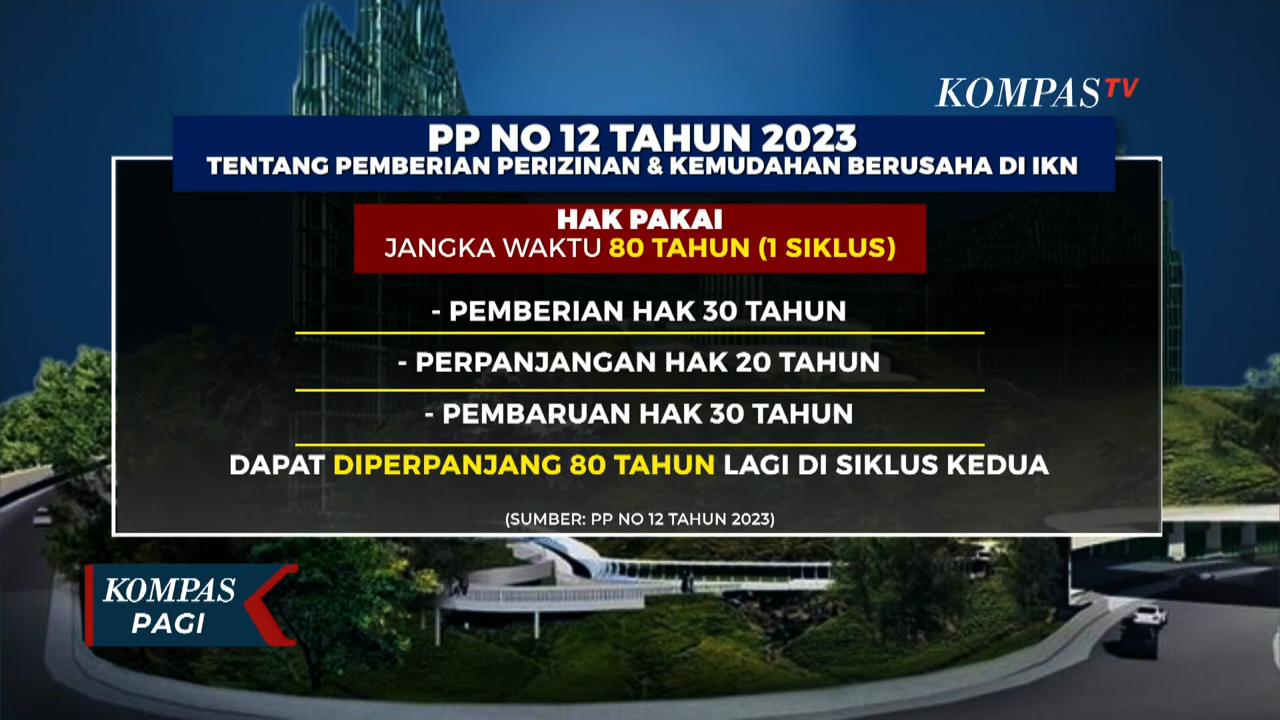 KOMPAS TV
PP NO 12 TAHUN 2023
TENTANG PEMBERIAN PERIZINAN & KEMUDAHAN BERUSAHA DI IKN
HAK PAKAI
JANGKA WAKTU 80 TAHUN (1 SIKLUS)
- PEMBERIAN HAK 30 TAHUN
- PERPANJANGAN HAK 20 TAHUN
- PEMBARUAN HAK 30 TAHUN
DAPAT DIPERPANJANG 80 TAHUN LAGI DI SIKLUS KEDUA
(SUMBER: PP NO 12 TAHUN 2023)
KOMPAS
PAGI